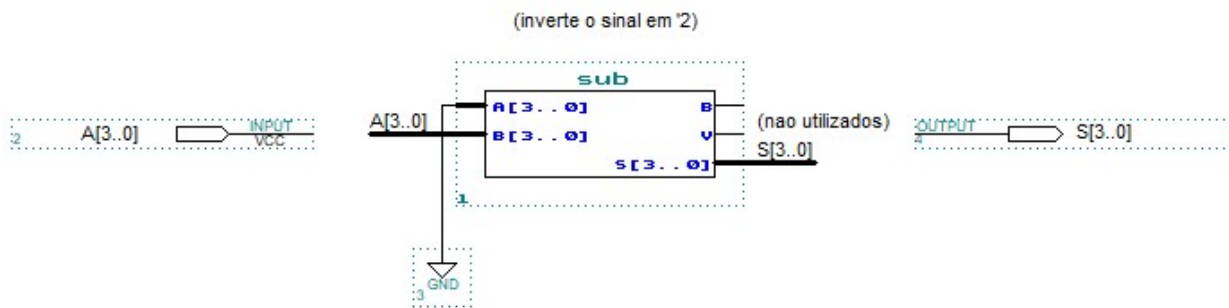 (inverte o sinal em '2)
sub
A[3..0] B
B[3..0] V
S[3..0]
1
2
A[3..0]
INPUT
VCC
A[3..0]
(nao utilizados)
S[3..0]
OUTPUT
4
S[3..0]
GND
3